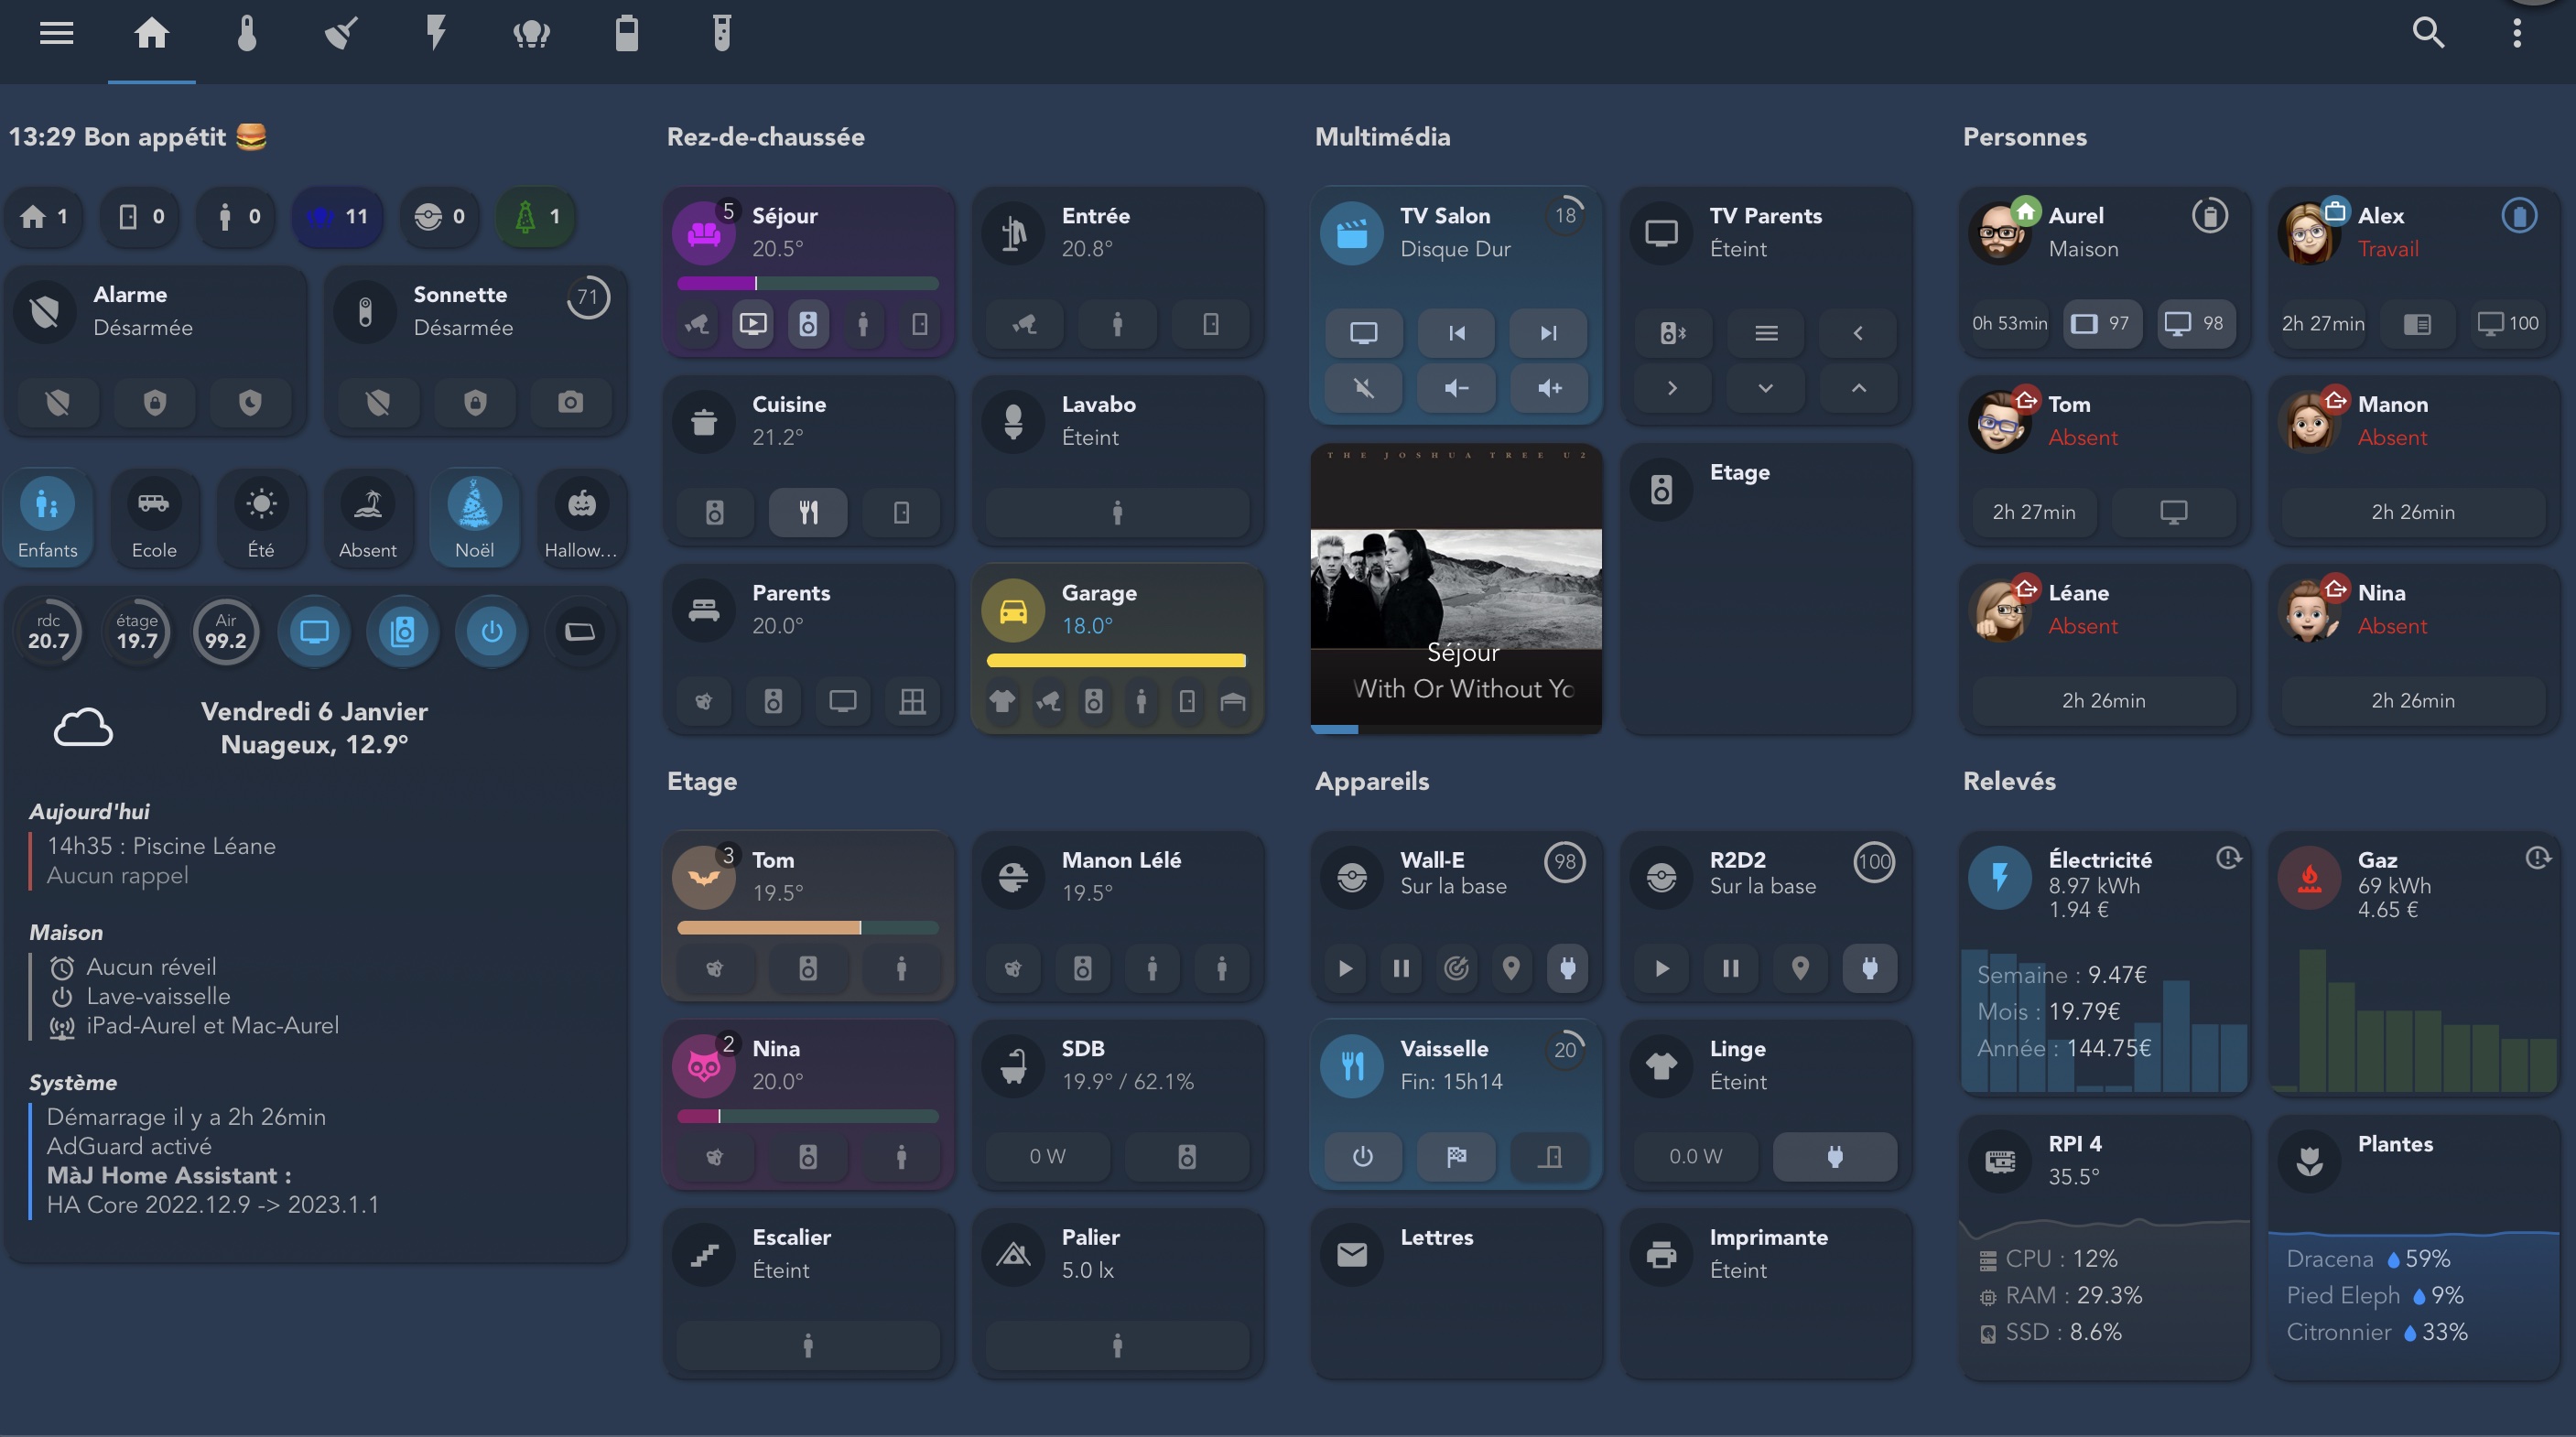 13:29 Bon appétit
1
0
0
11
0
1
Alarme
Désarmée
Sonnette
Désarmée
71
Enfants
Ecole
Été
Absent
Noël
Hallow...
rdc
20.7
étage
19.7
Air
99.2
Vendredi 6 Janvier
Nuageux, 12.9°
Aujourd'hui
14h35 : Piscine Léane
Aucun rappel
Maison
Aucun réveil
Lave-vaisselle
iPad-Aurel et Mac-Aurel
Système
Démarrage il y a 2h 26min
AdGuard activé
MàJ Home Assistant :
HA Core 2022.12.9 -> 2023.1.1
Rez-de-chaussée
5
Séjour
20.5°
Entrée
20.8°
Cuisine
21.2°
Lavabo
Éteint
Parents
20.0°
Garage
18.0°
Etage
3
Tom
19.5°
Manon Lélé
19.5°
2
Nina
20.0°
SDB
19.9° / 62.1%
0 W
Escalier
Éteint
Palier
5.0 lx
Multimédia
TV Salon
Disque Dur
18
TV Parents
Éteint
THE JOSHUA TREE U2
Séjour
With Or Without Yo
Etage
Appareils
Wall-E
Sur la base
98
R2D2
Sur la base
100
Vaisselle
Fin: 15h14
20
Linge
Éteint
0.0 W
Lettres
Imprimante
Éteint
Personnes
Aurel
Maison
0h 53min
97
98
Alex
Travail
2h 27min
100
Tom
Absent
2h 27min
Manon
Absent
2h 26min
Léane
Absent
2h 26min
Nina
Absent
2h 26min
Relevés
Électricité
8.97 kWh
1.94 €
Semaine : 9.47€
Mois : 19.79€
Année : 144.75€
Gaz
69 kWh
4.65 €
RPI 4
35.5°
CPU : 12%
RAM : 29.3%
SSD : 8.6%
Plantes
Dracena 59%
Pied Eleph 9%
Citronnier 33%